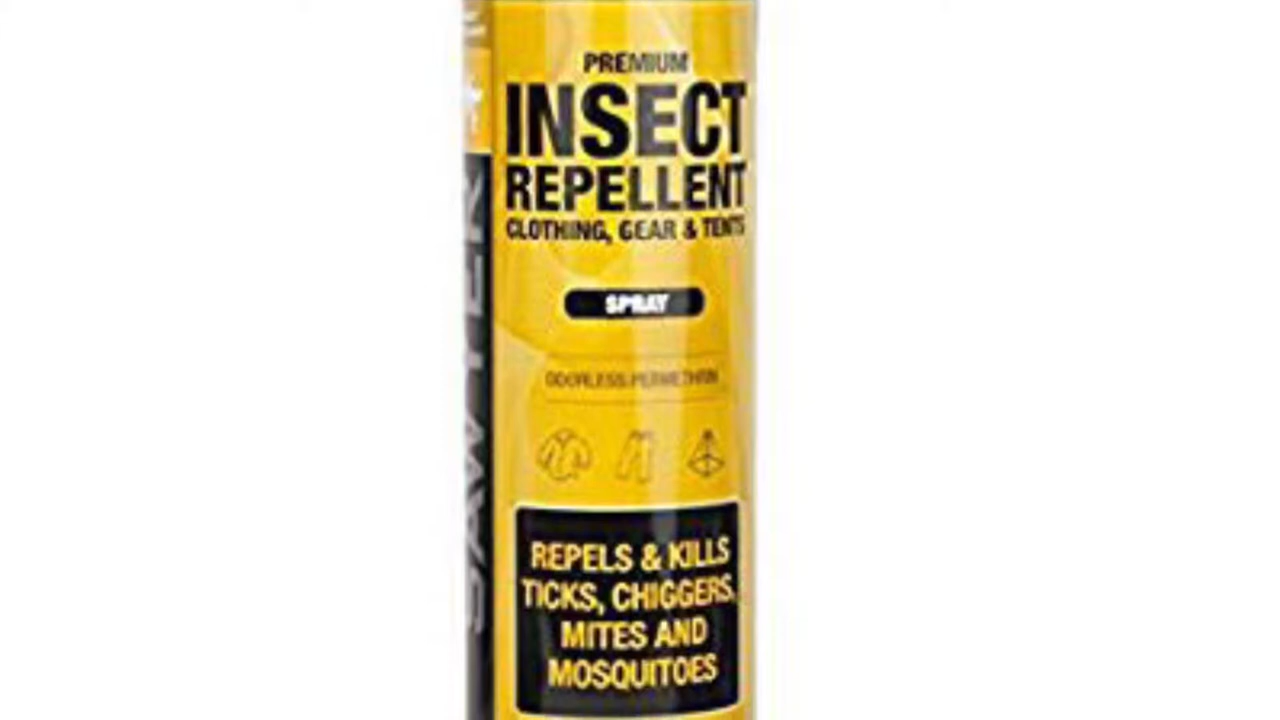 PREMIUM
INSECT
REPELLENT
CLOTHING, GEAR & TENTS
SPRAY
ODORLESS PERMETHRIN
REPELS & KILLS
TICKS, CHIGGERS,
MITES AND
MOSQUITOES
SAWYER